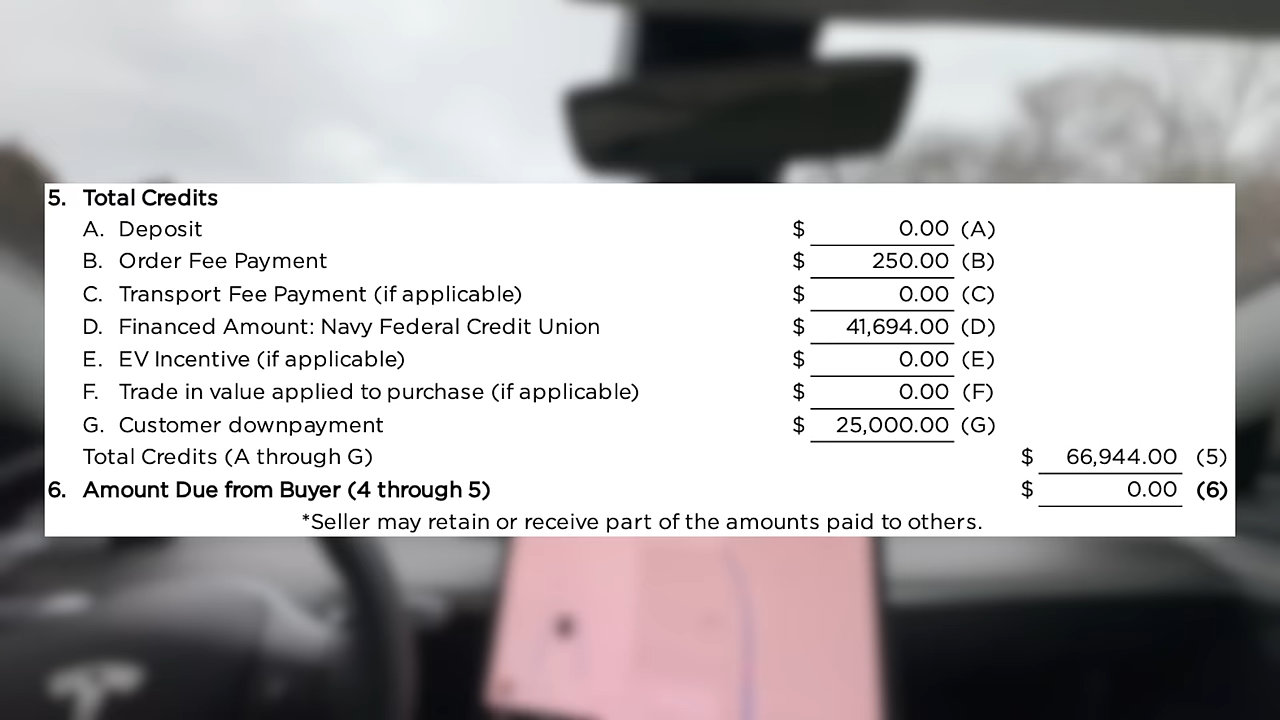 5. Total Credits
A. Deposit $ 0.00 (A)
B. Order Fee Payment $ 250.00 (B)
C. Transport Fee Payment (if applicable) $ 0.00 (C)
D. Financed Amount: Navy Federal Credit Union $ 41,694.00 (D)
E. EV Incentive (if applicable) $ 0.00 (E)
F. Trade in value applied to purchase (if applicable) $ 0.00 (F)
G. Customer downpayment $ 25,000.00 (G)
Total Credits (A through G) $ 66,944.00 (5)
6. Amount Due from Buyer (4 through 5) $ 0.00 (6)
*Seller may retain or receive part of the amounts paid to others.